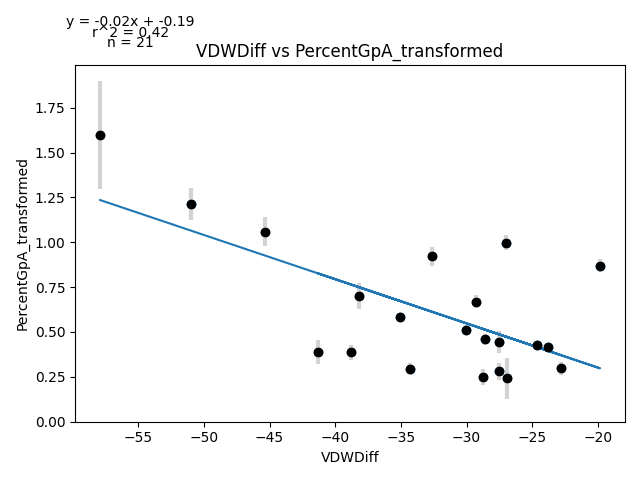 y = -0.02x + -0.19
r^2 = 0.42
n = 21
VDWDiff vs PercentGpA_transformed
1.75
1.50
1.25
1.00
0.75
0.50
0.25
0.00
PercentGpA_transformed
−55
−50
−45
−40
−35
−30
−25
−20
VDWDiff